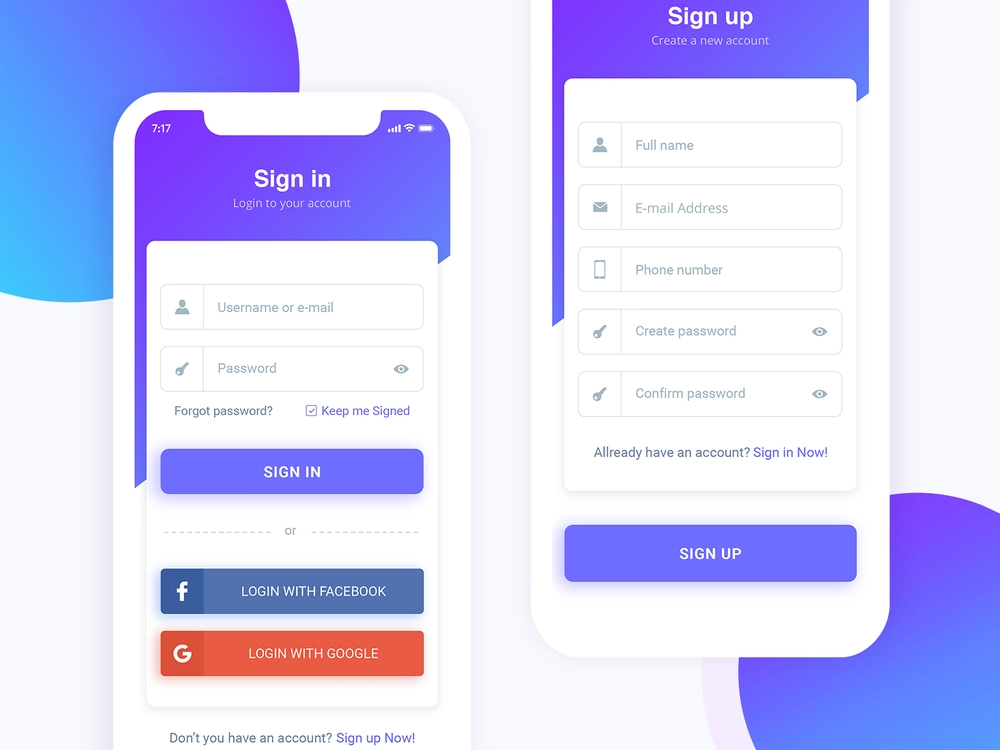 7:17
Sign in
Login to your account
Username or e-mail
Password
Forgot password?
Keep me Signed
SIGN IN
or
f
LOGIN WITH FACEBOOK
G
LOGIN WITH GOOGLE
Don't you have an account? Sign up Now!
Sign up
Create a new account
Full name
E-mail Address
Phone number
Create password
Confirm password
Allready have an account? Sign in Now!
SIGN UP